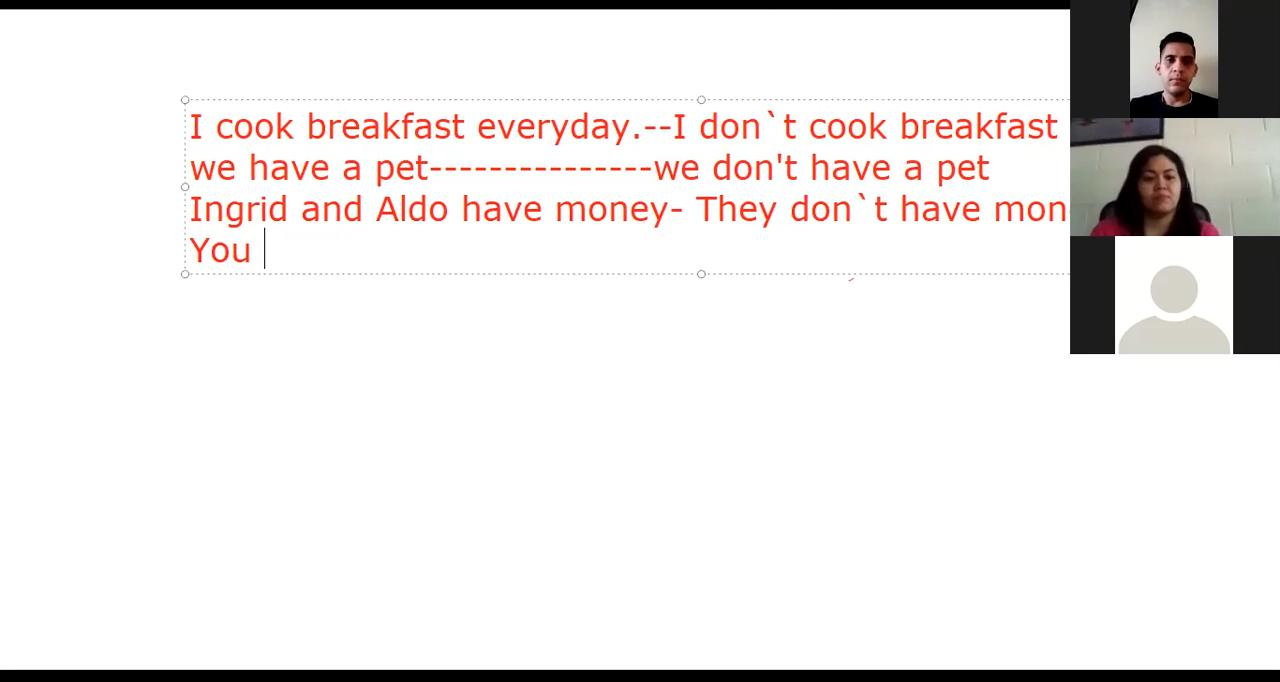 I cook breakfast everyday.--I don`t cook breakfast
we have a pet---------------we don't have a pet
Ingrid and Aldo have money- They don`t have mon
You